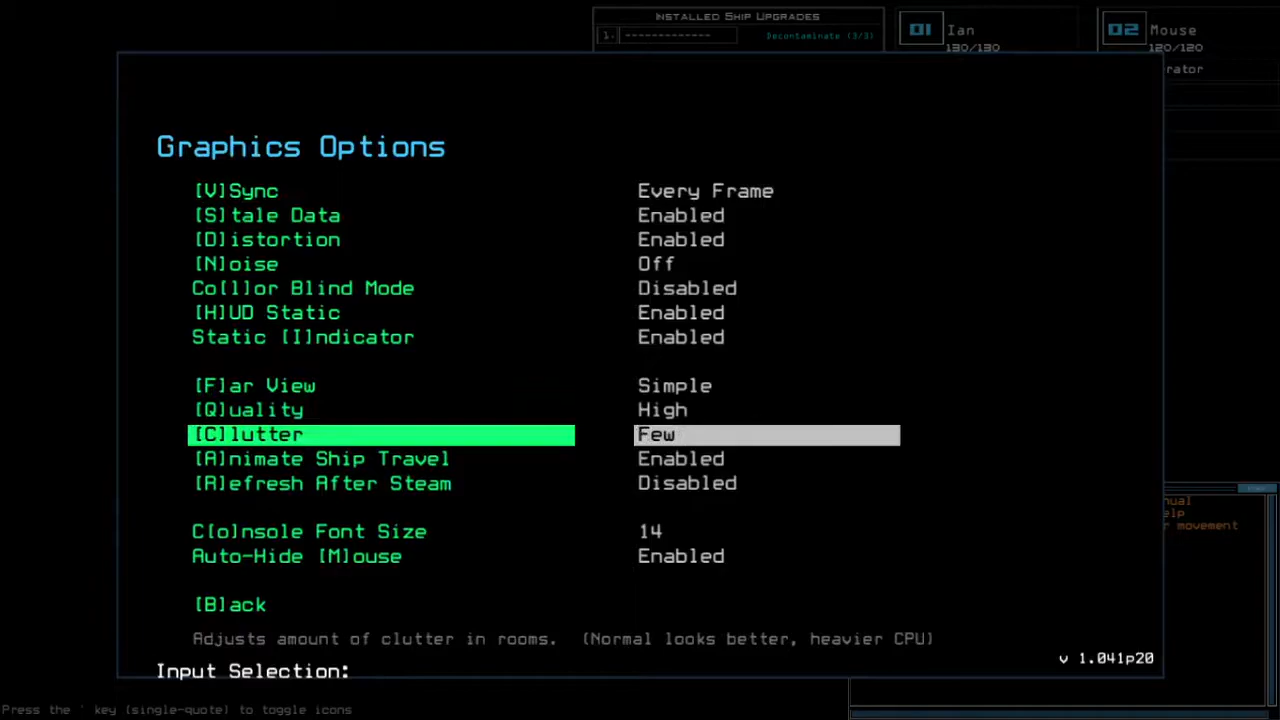 Installed Ship Upgrades
1. -------------- Decontaminate (3/3)
01 Ian
130/130
02 Mouse
120/120
rator
Graphics Options
[V]Sync Every Frame
[S]tale Data Enabled
[D]istortion Enabled
[N]oise Off
Co[l]lor Blind Mode Disabled
[H]UD Static Enabled
Static [I]ndicator Enabled
[F]ar View Simple
[Q]uality High
[C]lutter Few
[A]nimate Ship Travel Enabled
[R]efresh After Steam Disabled
C[o]nsole Font Size 14
Auto-Hide [M]ouse Enabled
[B]ack
Adjusts amount of clutter in rooms. (Normal looks better, heavier CPU)
v 1.041p20
Input Selection:
nual
elp
r movement
Press the ` key (single-quote) to toggle icons